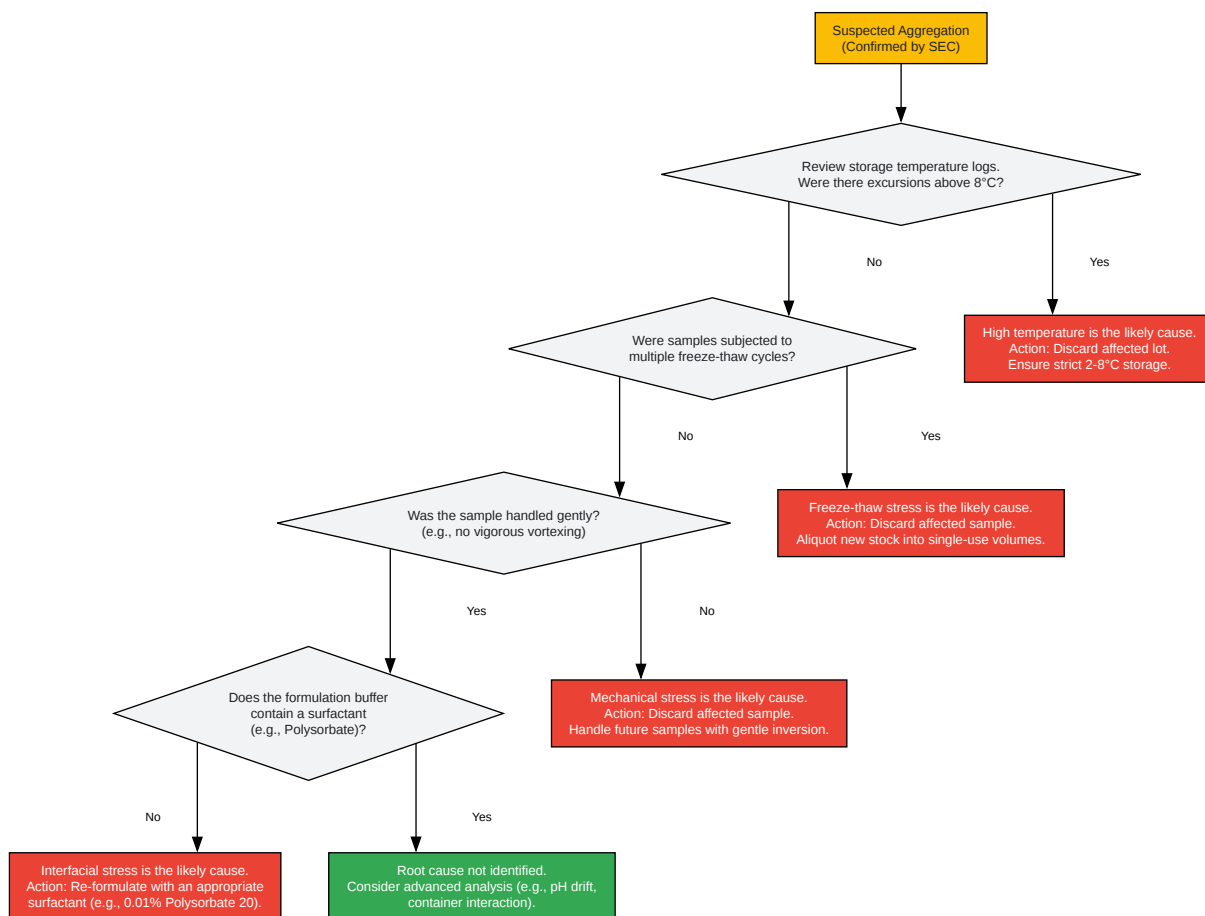 Suspected Aggregation
(Confirmed by SEC)
Review storage temperature logs.
Were there excursions above 8°C?
No
Yes
High temperature is the likely cause.
Action: Discard affected lot.
Ensure strict 2-8°C storage.
Were samples subjected to
multiple freeze-thaw cycles?
No
Yes
Freeze-thaw stress is the likely cause.
Action: Discard affected sample.
Aliquot new stock into single-use volumes.
Was the sample handled gently?
(e.g., no vigorous vortexing)
Yes
No
Mechanical stress is the likely cause.
Action: Discard affected sample.
Handle future samples with gentle inversion.
Does the formulation buffer
contain a surfactant
(e.g., Polysorbate)?
No
Yes
Interfacial stress is the likely cause.
Action: Re-formulate with an appropriate
surfactant (e.g., 0.01% Polysorbate 20).
Root cause not identified.
Consider advanced analysis (e.g., pH drift,
container interaction).